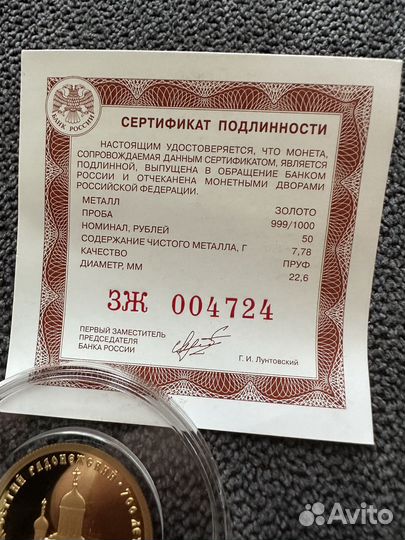 БАНК РОССИИ
СЕРТИФИКАТ ПОДЛИННОСТИ
НАСТОЯЩИМ УДОСТОВЕРЯЕТСЯ, ЧТО МОНЕТА,
СОПРОВОЖДАЕМАЯ ДАННЫМ СЕРТИФИКАТОМ, ЯВЛЯЕТСЯ
ПОДЛИННОЙ, ВЫПУЩЕНА В ОБРАЩЕНИЕ БАНКОМ
РОССИИ И ОТЧЕКАНЕНА МОНЕТНЫМИ ДВОРАМИ
РОССИЙСКОЙ ФЕДЕРАЦИИ.
МЕТАЛЛ ЗОЛОТО
ПРОБА 999/1000
НОМИНАЛ, РУБЛЕЙ 50
СОДЕРЖАНИЕ ЧИСТОГО МЕТАЛЛА, Г 7,78
КАЧЕСТВО ПРУФ
ДИАМЕТР, ММ 22,6
ЗЖ 004724
ПЕРВЫЙ ЗАМЕСТИТЕЛЬ
ПРЕДСЕДАТЕЛЯ
БАНКА РОССИИ
Г. И. Лунтовский
РАДОНЕЖСКИЙ · 700
Avito